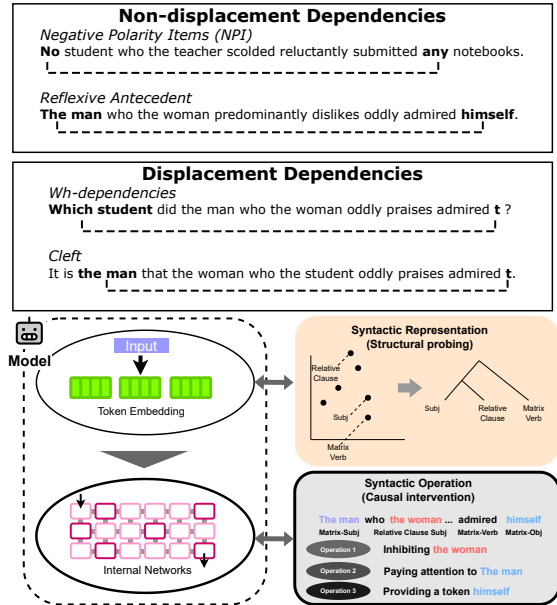 Non-displacement Dependencies
Negative Polarity Items (NPI)
No student who the teacher scolded reluctantly submitted any notebooks.
Reflexive Antecedent
The man who the woman predominantly dislikes oddly admired himself.
Displacement Dependencies
Wh-dependencies
Which student did the man who the woman oddly praises admired t ?
Cleft
It is the man that the woman who the student oddly praises admired t.
Model
Input
Token Embedding
Internal Networks
Syntactic Representation
(Structural probing)
Relative
Clause
Subj
Matrix
Verb
Subj
Relative
Clause
Matrix
Verb
Syntactic Operation
(Causal intervention)
The man who the woman ... admired himself
Matrix-Subj Relative Clause Subj Matrix-Verb Matrix-Obj
Operation 1 Inhibiting the woman
Operation 2 Paying attention to The man
Operation 3 Providing a token himself